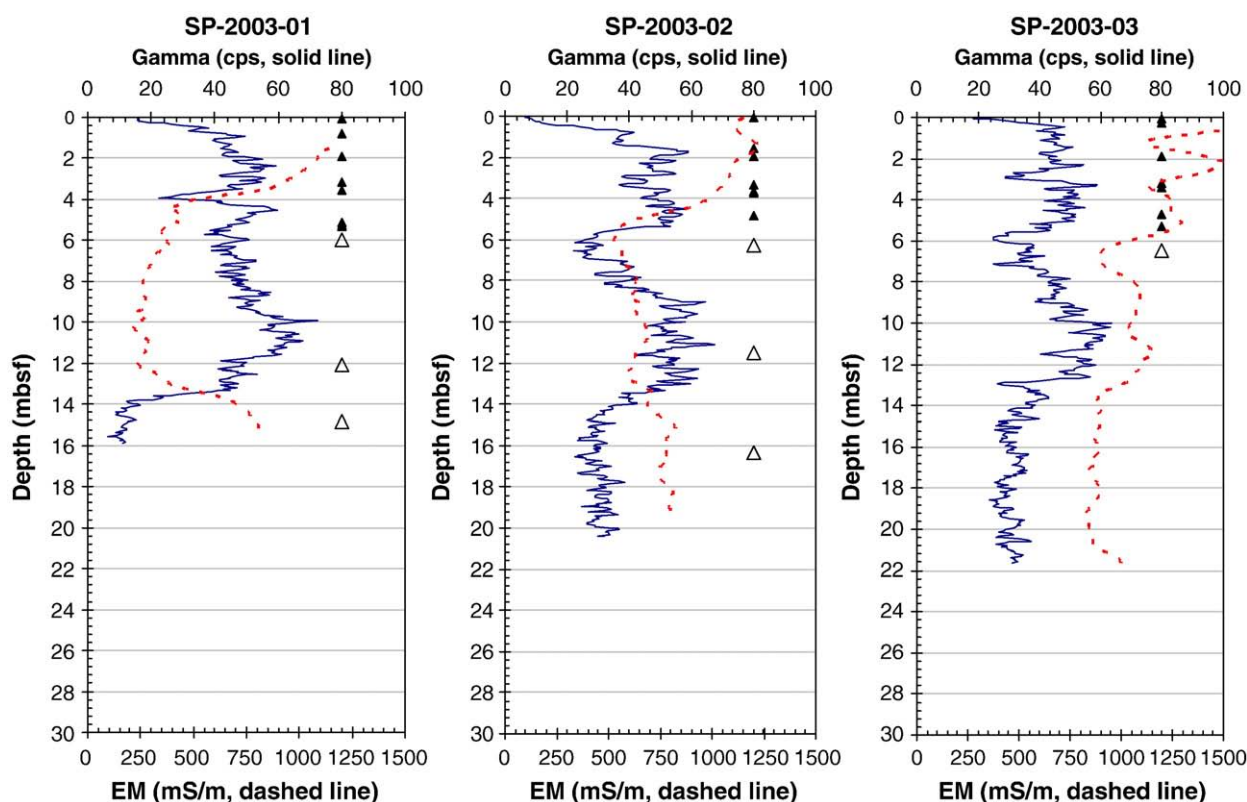 SP-2003-01
Gamma (cps, solid line)
0 20 40 60 80 100
0
2
4
6
8
10
12
14
16
18
20
22
24
26
28
30
Depth (mbsf)
0 250 500 750 1000 1500
EM (mS/m, dashed line)
SP-2003-02
Gamma (cps, solid line)
0 20 40 60 80 100
0
2
4
6
8
10
12
14
16
18
20
22
24
26
28
30
Depth (mbsf)
0 250 500 750 1000 1500
EM (mS/m, dashed line)
SP-2003-03
Gamma (cps, solid line)
0 20 40 60 80 100
0
2
4
6
8
10
12
14
16
18
20
22
24
26
28
30
Depth (mbsf)
0 250 500 750 1000 1250 1500
EM (mS/m, dashed line)